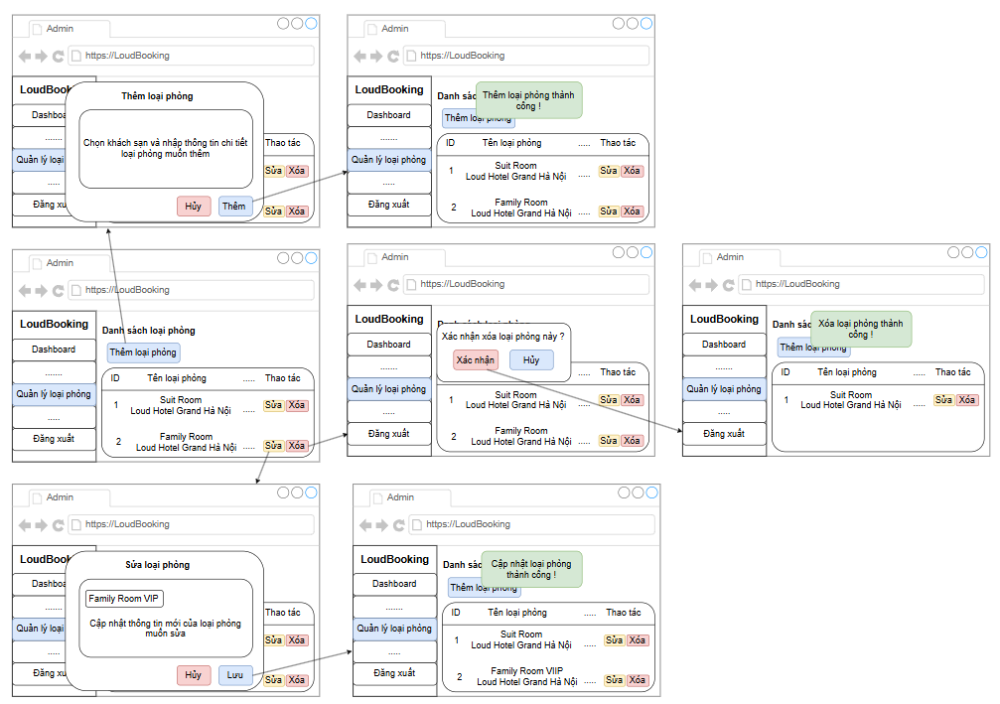 Admin
https://LoudBooking
LoudBook
Thêm loại phòng
Dashboa
Chọn khách sạn và nhập thông tin chi tiết
loại phòng muốn thêm
Thao tác
.......
Quản lý loại
Sửa Xóa
.....
Đăng xu
Hủy Thêm
Sửa Xóa
Admin
https://LoudBooking
LoudBooking
Danh sác
Thêm loại phòng thành
công !
Thêm loại phòng
Dashboard
.......
Quản lý loại phòng
.....
Đăng xuất
ID Tên loại phòng ..... Thao tác
1 Suit Room
Loud Hotel Grand Hà Nội ..... Sửa Xóa
2 Family Room
Loud Hotel Grand Hà Nội ..... Sửa Xóa
Admin
https://LoudBooking
LoudBooking
Danh sách loại phòng
Thêm loại phòng
Dashboard
.......
Quản lý loại phòng
.....
Đăng xuất
ID Tên loại phòng ..... Thao tác
1 Suit Room
Loud Hotel Grand Hà Nội ..... Sửa Xóa
2 Family Room
Loud Hotel Grand Hà Nội ..... Sửa Xóa
Admin
https://LoudBooking
LoudBooking
Xác nhận xóa loại phòng này ?
Xác nhận Hủy
Dashboard
.......
Quản lý loại phòng
.....
Đăng xuất
Thao tác
1 Suit Room
Loud Hotel Grand Hà Nội ..... Sửa Xóa
2 Family Room
Loud Hotel Grand Hà Nội ..... Sửa Xóa
Admin
https://LoudBooking
LoudBooking
Danh sác
Xóa loại phòng thành
công !
Thêm loại phòng
Dashboard
.......
Quản lý loại phòng
.....
Đăng xuất
ID Tên loại phòng ..... Thao tác
1 Suit Room
Loud Hotel Grand Hà Nội ..... Sửa Xóa
Admin
https://LoudBooking
LoudBook
Sửa loại phòng
Dashboa
Family Room VIP
Cập nhật thông tin mới của loại phòng
muốn sửa
Thao tác
.......
Quản lý loại
Sửa Xóa
.....
Đăng xu
Hủy Lưu
Sửa Xóa
Admin
https://LoudBooking
LoudBooking
Danh sác
Cập nhật loại phòng
thành công !
Thêm loại phòng
Dashboard
.......
Quản lý loại phòng
.....
Đăng xuất
ID Tên loại phòng ..... Thao tác
1 Suit Room
Loud Hotel Grand Hà Nội ..... Sửa Xóa
2 Family Room VIIP
Loud Hotel Grand Hà Nội ..... Sửa Xóa